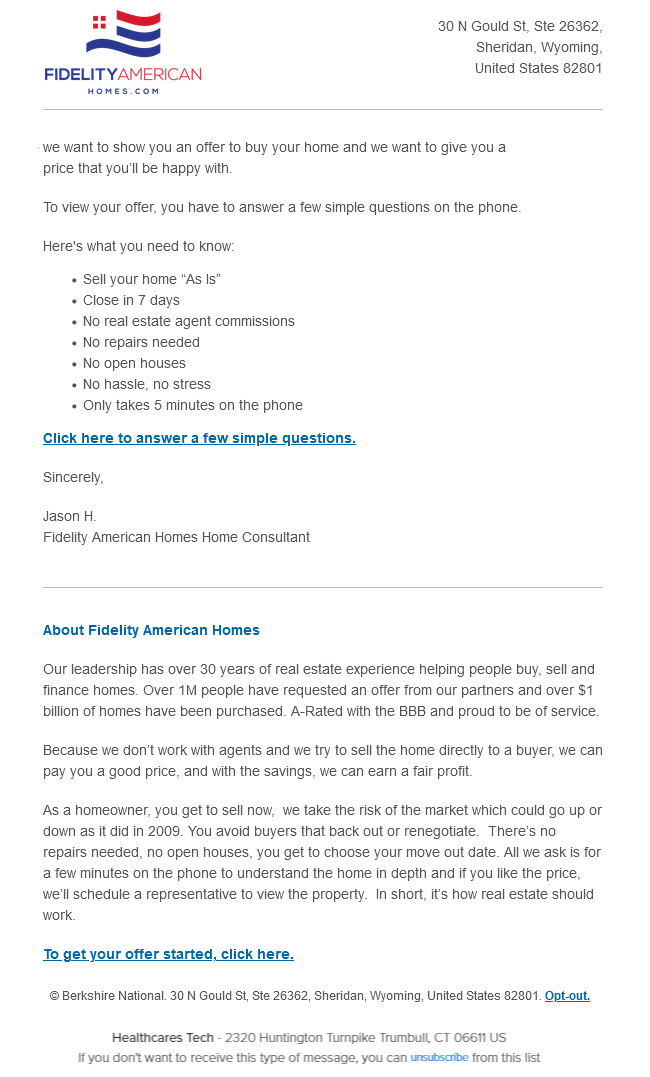 FIDELITYAMERICAN
HOMES.COM
30 N Gould St, Ste 26362,
Sheridan, Wyoming,
United States 82801
we want to show you an offer to buy your home and we want to give you a
price that you’ll be happy with.
To view your offer, you have to answer a few simple questions on the phone.
Here's what you need to know:
• Sell your home “As Is”
• Close in 7 days
• No real estate agent commissions
• No repairs needed
• No open houses
• No hassle, no stress
• Only takes 5 minutes on the phone
Click here to answer a few simple questions.
Sincerely,
Jason H.
Fidelity American Homes Home Consultant
About Fidelity American Homes
Our leadership has over 30 years of real estate experience helping people buy, sell and
finance homes. Over 1M people have requested an offer from our partners and over $1
billion of homes have been purchased. A-Rated with the BBB and proud to be of service.
Because we don’t work with agents and we try to sell the home directly to a buyer, we can
pay you a good price, and with the savings, we can earn a fair profit.
As a homeowner, you get to sell now,  we take the risk of the market which could go up or
down as it did in 2009. You avoid buyers that back out or renegotiate.  There’s no
repairs needed, no open houses, you get to choose your move out date. All we ask is for
a few minutes on the phone to understand the home in depth and if you like the price,
we’ll schedule a representative to view the property.  In short, it’s how real estate should
work.
To get your offer started, click here.
© Berkshire National. 30 N Gould St, Ste 26362, Sheridan, Wyoming, United States 82801. Opt-out.
Healthcares Tech - 2320 Huntington Turnpike Trumbull, CT 06611 US
If you don't want to receive this type of message, you can unsubscribe from this list